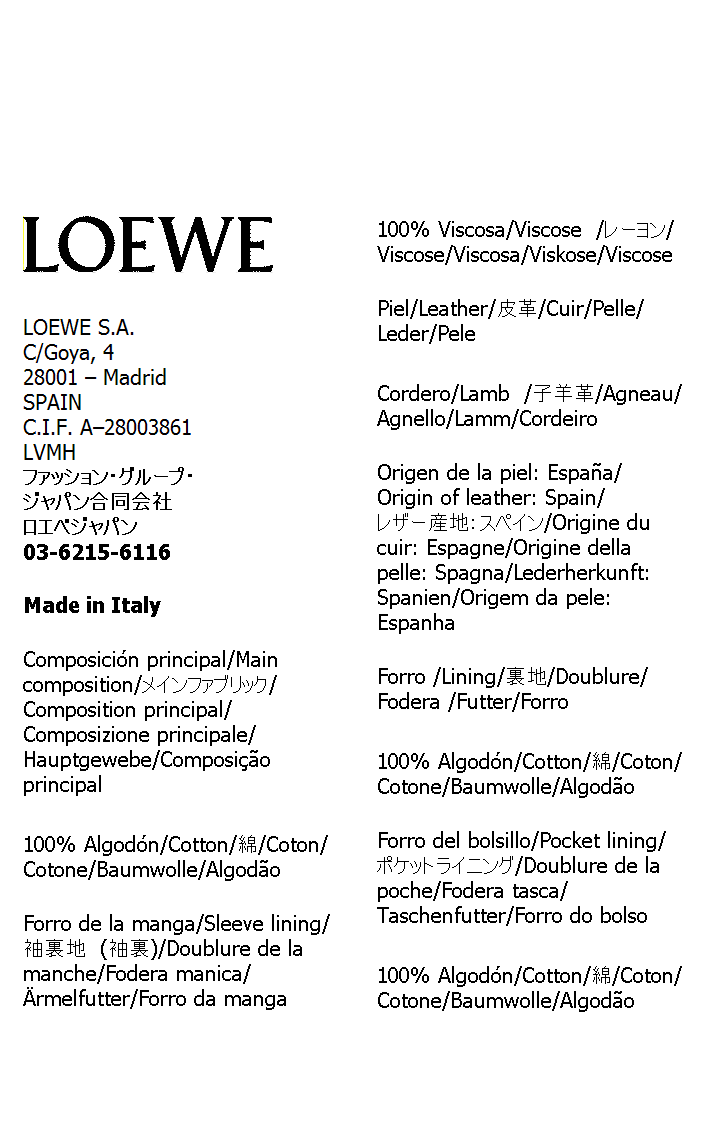 LOEWE
LOEWE S.A.
C/Goya, 4
28001 – Madrid
SPAIN
C.I.F. A–28003861
LVMH
ファッション・グループ・
ジャパン合同会社
ロエベジャパン
03-6215-6116
Made in Italy
Composición principal/Main
composition/メインファブリック/
Composition principal/
Composizione principale/
Hauptgewebe/Composição
principal
100% Algodón/Cotton/綿/Coton/
Cotone/Baumwolle/Algodão
Forro de la manga/Sleeve lining/
袖裏地 (袖裏)/Doublure de la
manche/Fodera manica/
Ärmelfutter/Forro da manga
100% Viscosa/Viscose /レーヨン/
Viscose/Viscosa/Viskose/Viscose
Piel/Leather/皮革/Cuir/Pelle/
Leder/Pele
Cordero/Lamb /子羊革/Agneau/
Agnello/Lamm/Cordeiro
Origen de la piel: España/
Origin of leather: Spain/
レザー産地：スペイン/Origine du
cuir: Espagne/Origine della
pelle: Spagna/Lederherkunft:
Spanien/Origem da pele:
Espanha
Forro /Lining/裏地/Doublure/
Fodera /Futter/Forro
100% Algodón/Cotton/綿/Coton/
Cotone/Baumwolle/Algodão
Forro del bolsillo/Pocket lining/
ポケットライニング/Doublure de la
poche/Fodera tasca/
Taschenfutter/Forro do bolso
100% Algodón/Cotton/綿/Coton/
Cotone/Baumwolle/Algodão